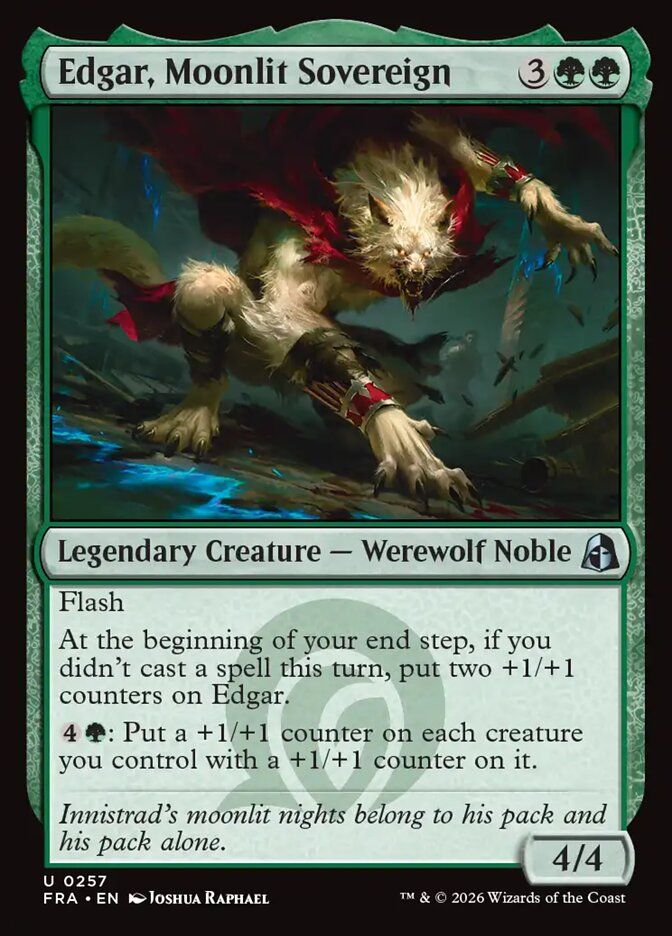 Edgar, Moonlit Sovereign 3
Legendary Creature — Werewolf Noble
Flash
At the beginning of your end step, if you
didn't cast a spell this turn, put two +1/+1
counters on Edgar.
4 : Put a +1/+1 counter on each creature
you control with a +1/+1 counter on it.
Innistrad's moonlit nights belong to his pack and
his pack alone.
4/4
U 0257
FRA • EN Joshua Raphael
™ & © 2026 Wizards of the Coast